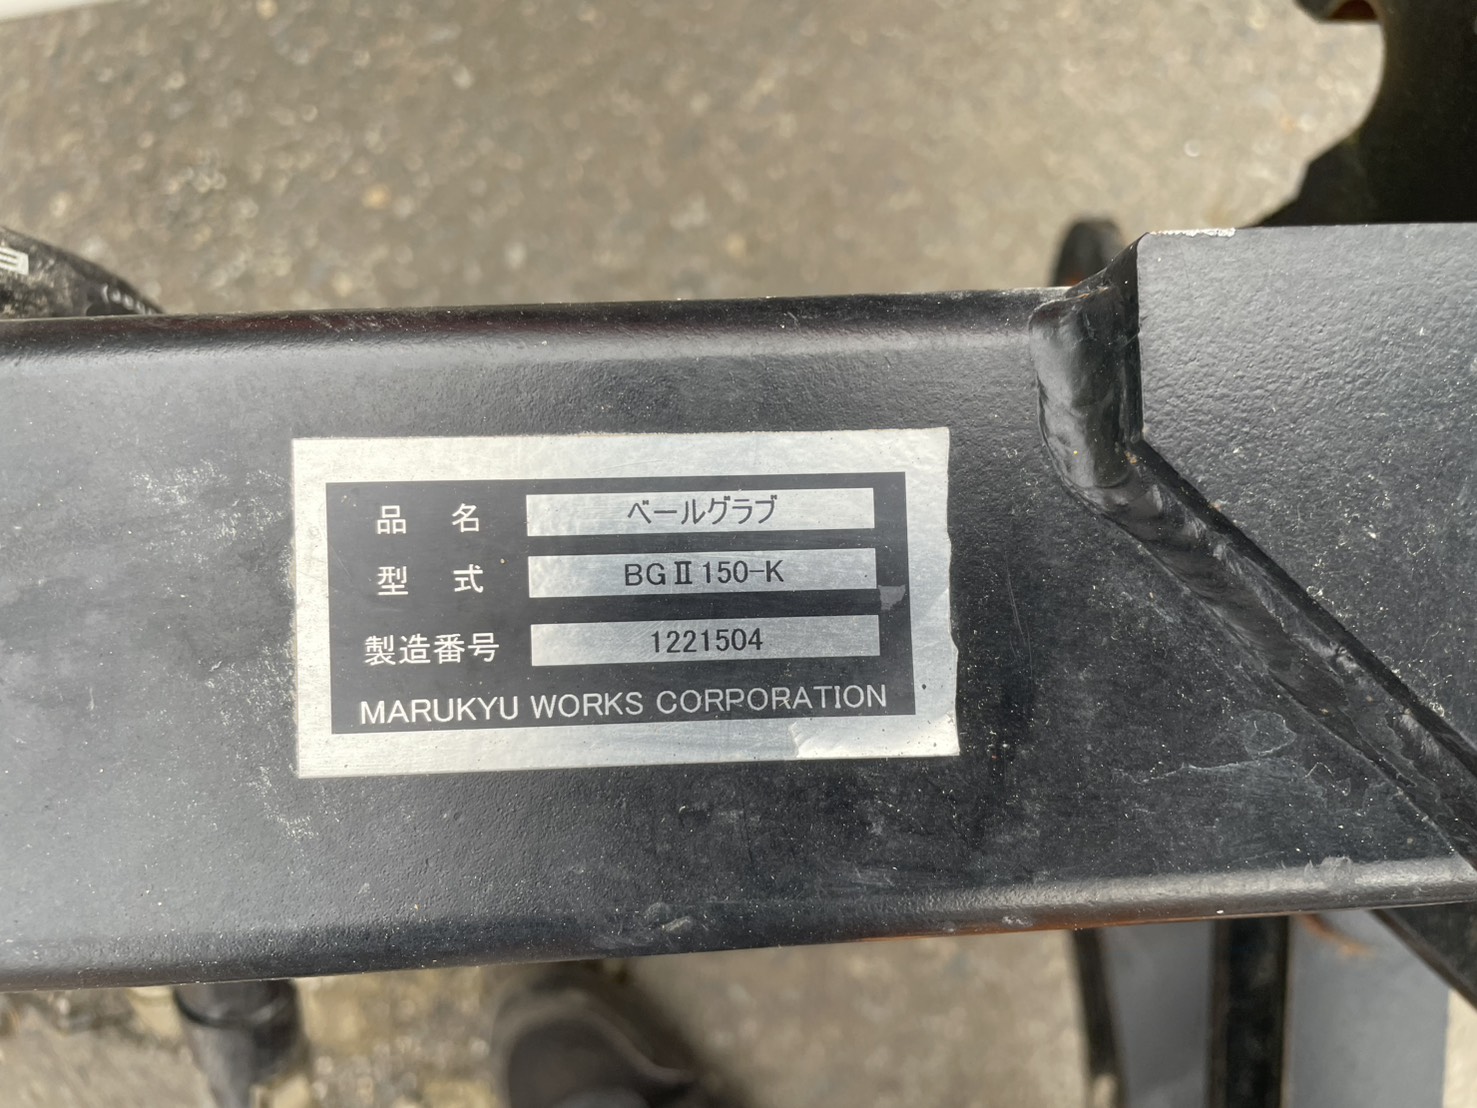 品 名 ベールグラブ
型 式 BGⅡ150-K
製造番号 1221504
MARUKYU WORKS CORPORATION